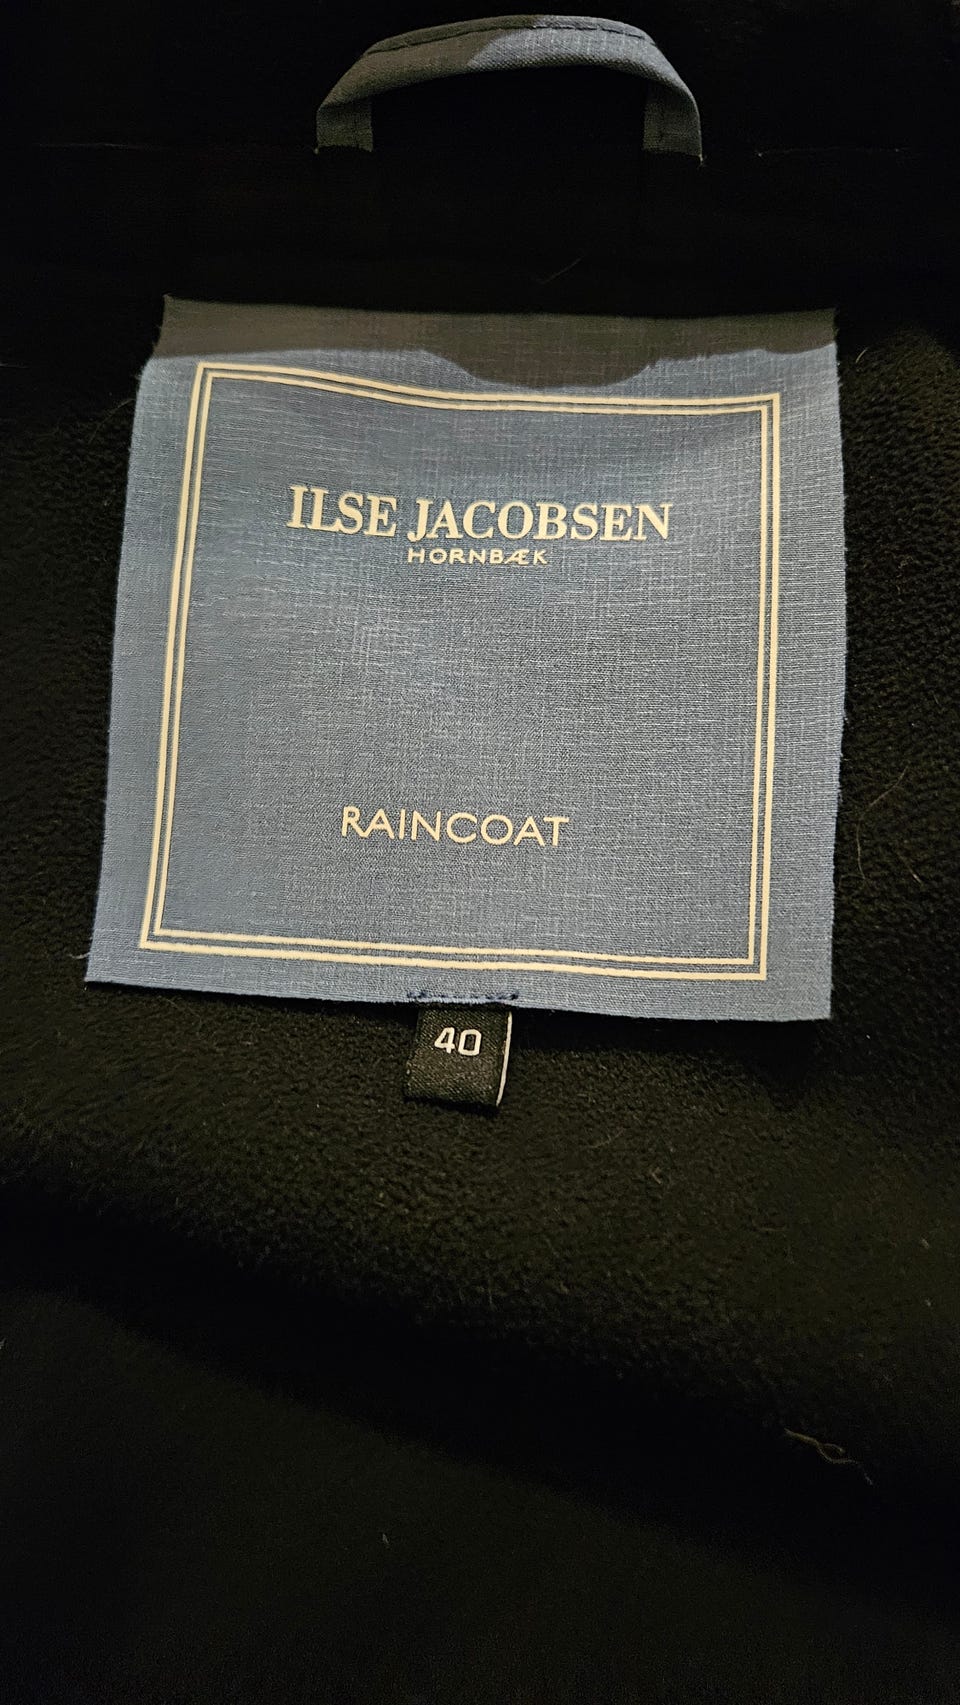 ILSE JACOBSEN
HORNBÆK
RAINCOAT
40